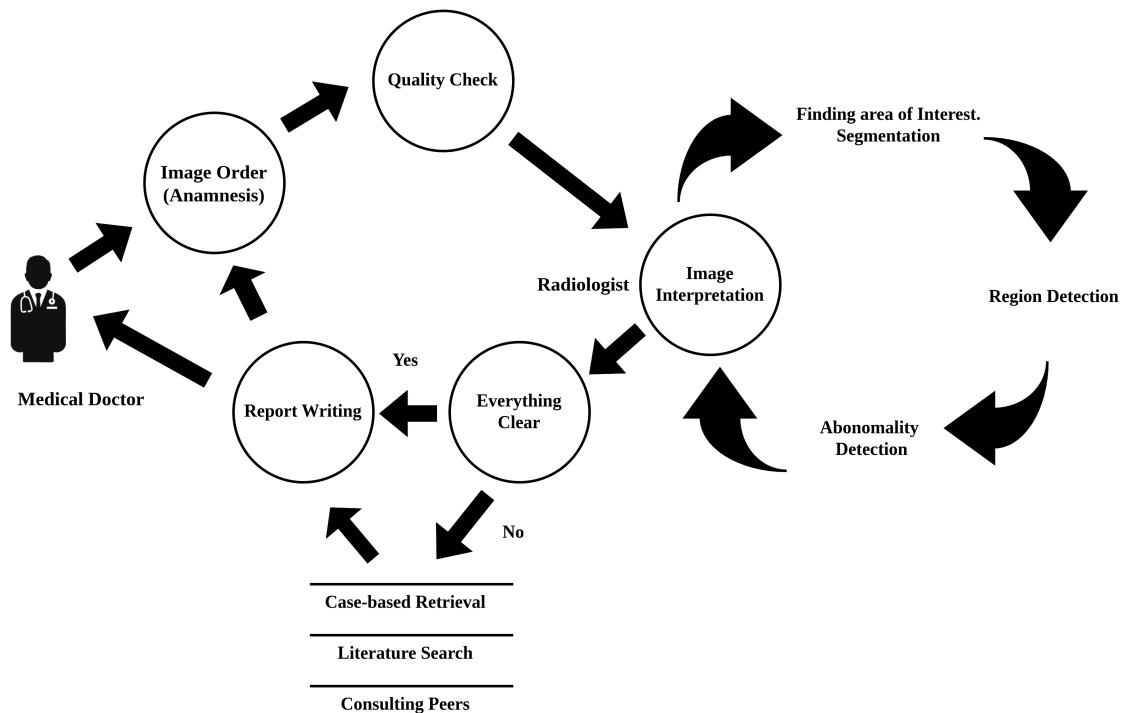 Quality Check
Image Order
(Anamnesis)
Finding area of Interest.
Segmentation
Radiologist
Image
Interpretation
Region Detection
Medical Doctor
Report Writing
Yes
Everything
Clear
Abonomality
Detection
No
Case-based Retrieval
Literature Search
Consulting Peers